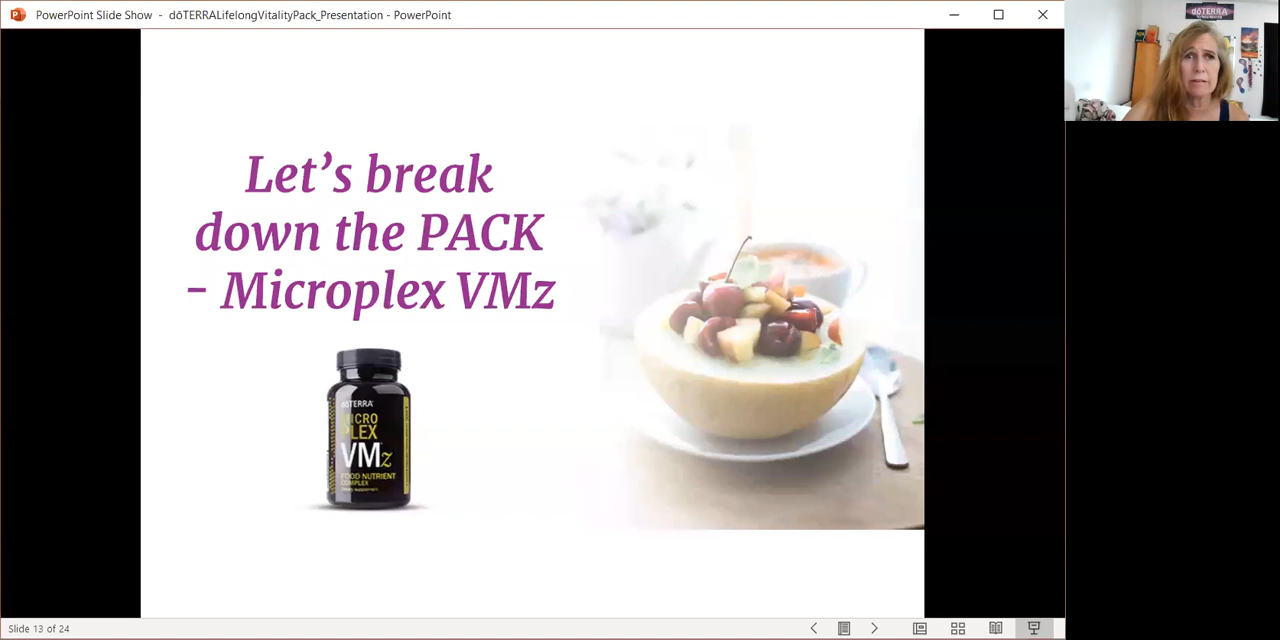 PowerPoint Slide Show - dōTERRALifelongVitalityPack_Presentation - PowerPoint
dōTERRA
Let's break
down the PACK
- Microplex VMz
dōTERRA
MICRO
PLEX
VMz
FOOD NUTRIENT
COMPLEX
Slide 13 of 24